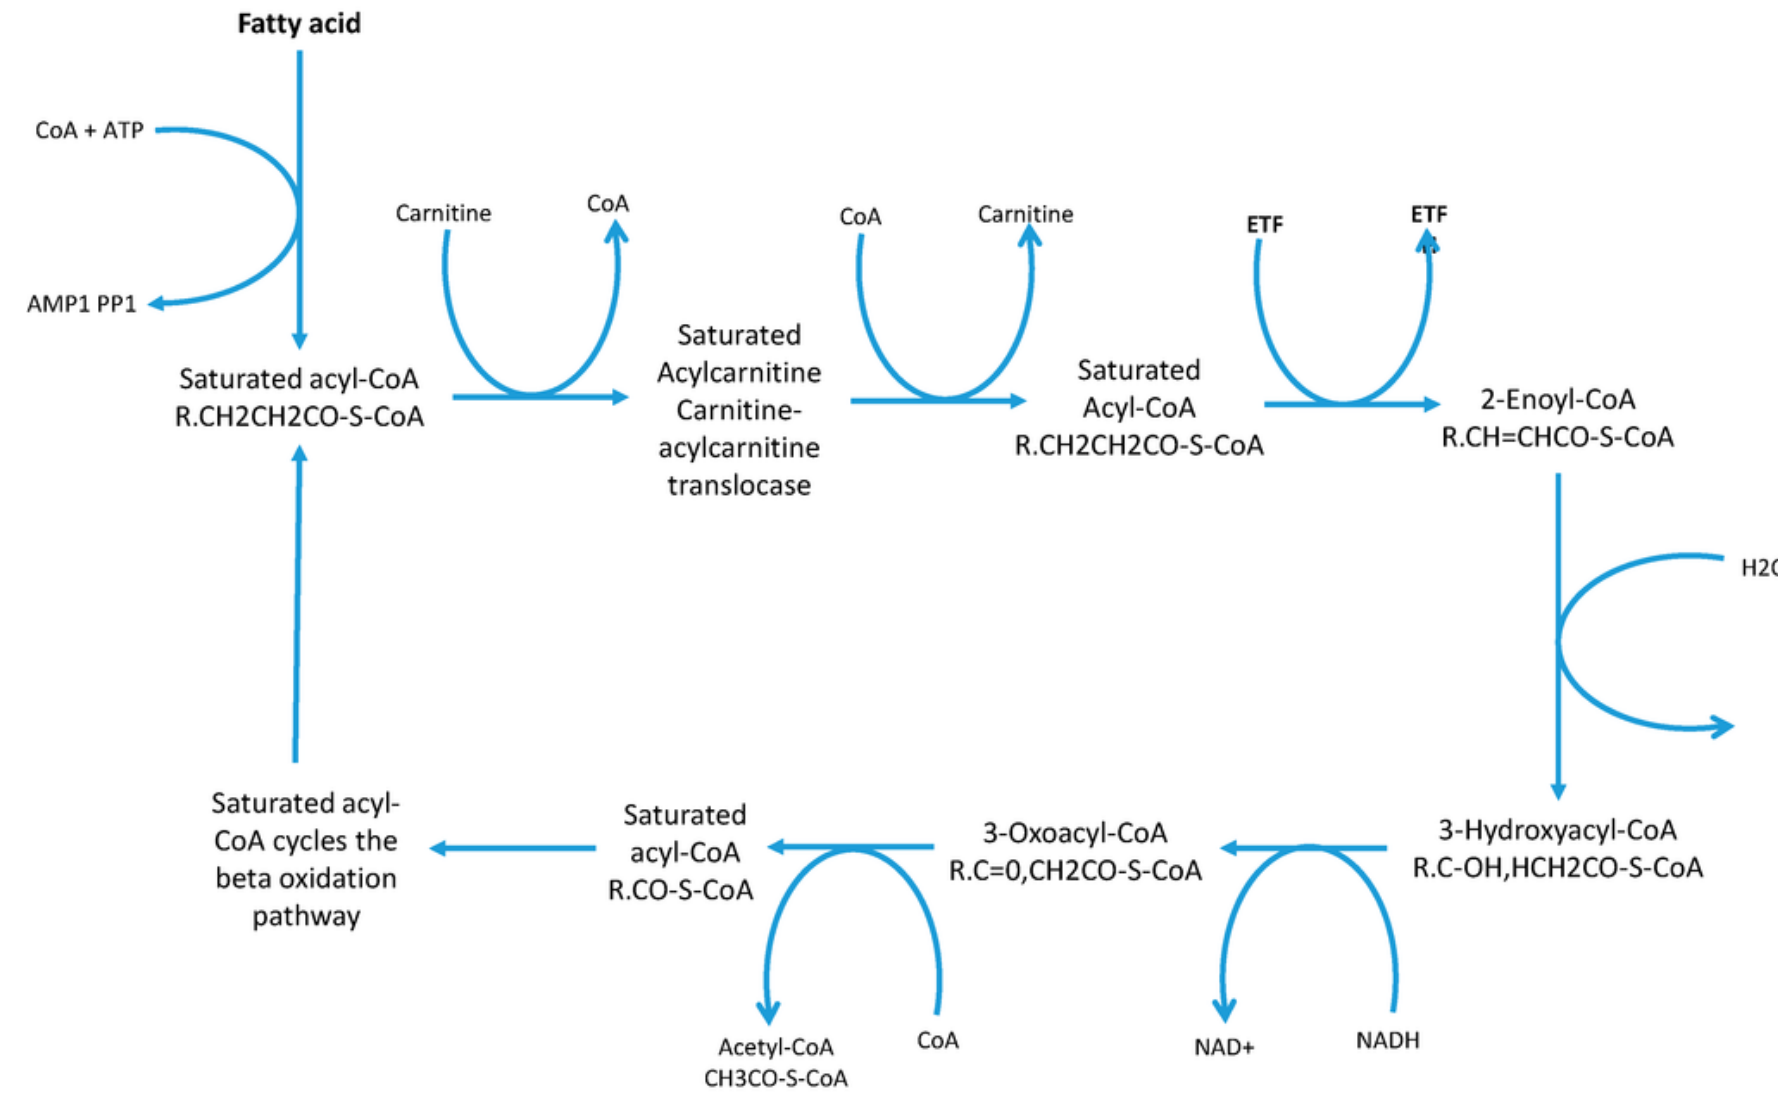 Fatty acid
CoA + ATP
AMP1 PP1
Carnitine
CoA
CoA
Carnitine
ETF
ETF
Saturated acyl-CoA
R.CH2CH2CO-S-CoA
Saturated
Acylcarnitine
Carnitine-
acylcarnitine
translocase
Saturated
Acyl-CoA
R.CH2CH2CO-S-CoA
2-Enoyl-CoA
R.CH=CHCO-S-CoA
3-Hydroxyacyl-CoA
R.C-OH,HCH2CO-S-CoA
NADH
NAD+
3-Oxoacyl-CoA
R.C=0,CH2CO-S-CoA
CoA
Acetyl-CoA
CH3CO-S-CoA
Saturated
acyl-CoA
R.CO-S-CoA
Saturated acyl-
CoA cycles the
beta oxidation
pathway